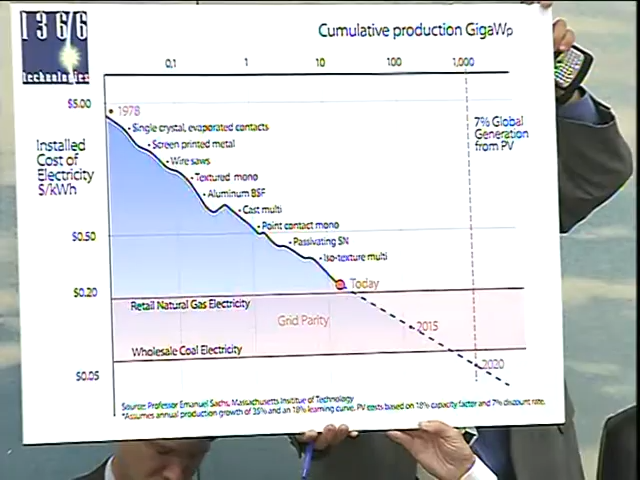 1366
Technologies
Cumulative production GigaWp
0,1 1 10 100 1,000
$5.00
1978
Single crystal, evaporated contacts
7% Global
Generation
from PV
Installed
Cost of
Electricity
$/kWh
Screen printed metal
Wire saws
Textured mono
Aluminum BSF
Cast multi
Point contact mono
$0.50
Passivating SN
Iso-texture multi
Today
$0.20
Retail Natural Gas Electricity
Grid Parity
2015
Wholesale Coal Electricity
2020
$0.05
Source: Professor Emanuel Sachs, Massachusetts Institue of Technology
*Assumes annual production growth of 35% and an 18% learning curve. PV costs based on 18% capacity factor and 7% discount rate.